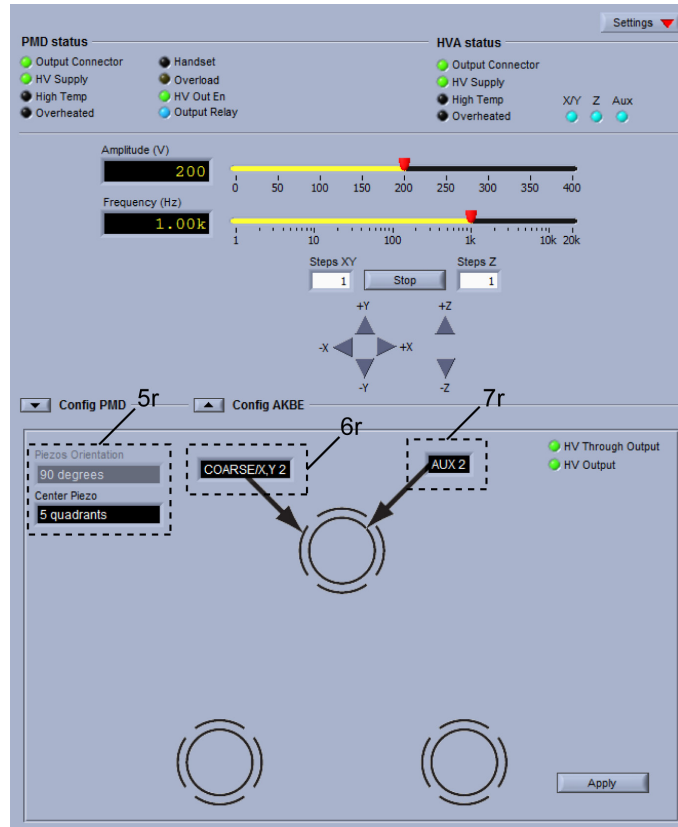 Settings
PMD status
Output Connector
HV Supply
High Temp
Overheated
Handset
Overload
HV Out En
Output Relay
HVA status
Output Connector
HV Supply
High Temp
Overheated
X/Y Z Aux
Amplitude (V)
200
0 50 100 150 200 250 300 350 400
Frequency (Hz)
1.00k
1 10 100 1k 10k 20k
Steps XY
1
Stop
Steps Z
1
+Y
-X
+X
-Y
+Z
-Z
Config PMD
Config AKBE
5r
6r
7r
Piezos Orientation
90 degrees
Center Piezo
5 quadrants
COARSE/X,Y 2
AUX 2
HV Through Output
HV Output
Apply